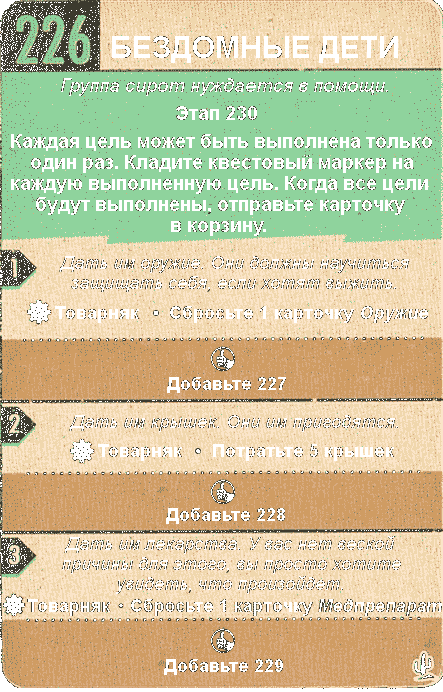 226 БЕЗДОМНЫЕ ДЕТИ
Группа сирот нуждается в помощи.
Этап 230
Каждая цель может быть выполнена только
один раз. Кладите квестовый маркер на
каждую выполненную цель. Когда все цели
будут выполнены, отправьте карточку
в корзину.
1
Дать им оружие. Они должны научиться
защищать себя, если хотят выжить.
Товарняк • Сбросьте 1 карточку Оружие
Добавьте 227
2
Дать им крышек. Они им пригодятся.
Товарняк • Потратьте 5 крышек
Добавьте 228
3
Дать им лекарства. У вас нет веской
причины для этого, вы просто хотите
увидеть, что произойдет.
Товарняк • Сбросьте 1 карточку Медпрепарат
Добавьте 229